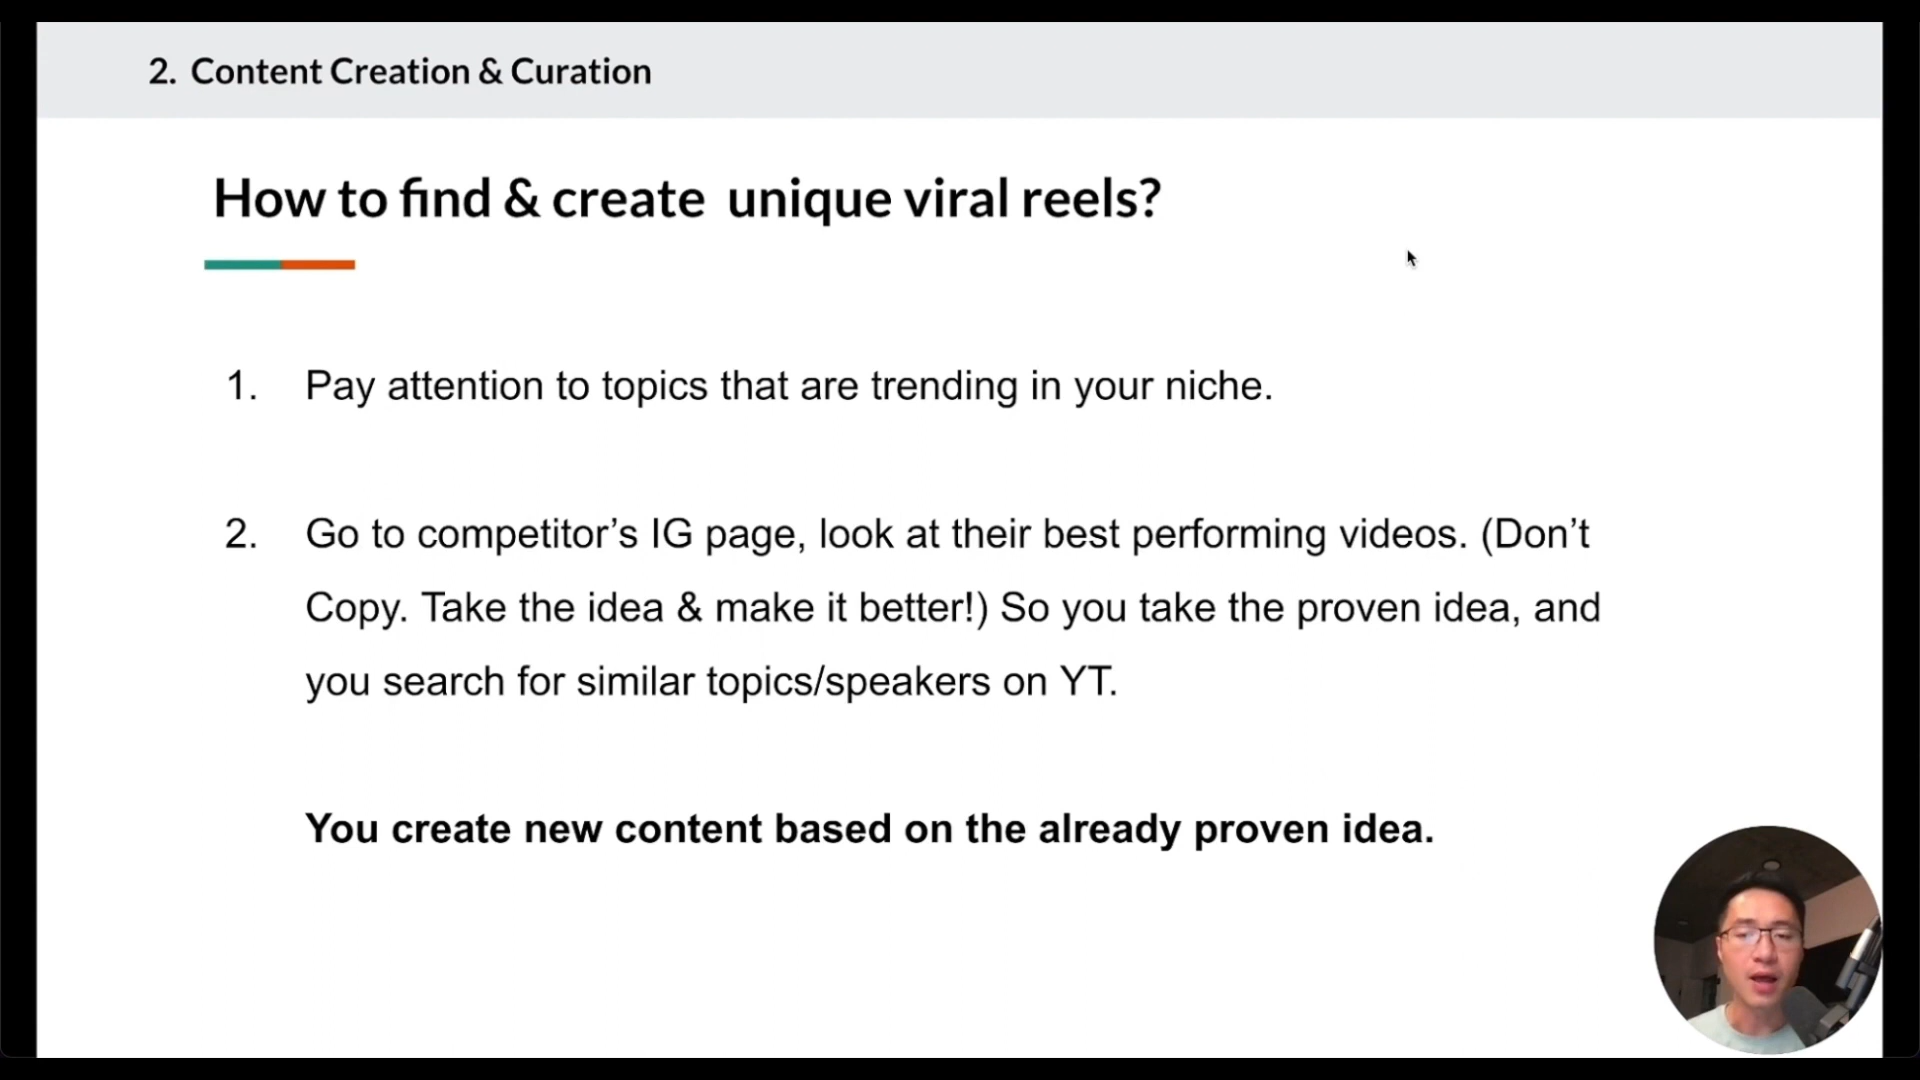 2. Content Creation & Curation
How to find & create unique viral reels?
1. Pay attention to topics that are trending in your niche.
2. Go to competitor’s IG page, look at their best performing videos. (Don’t
Copy. Take the idea & make it better!) So you take the proven idea, and
you search for similar topics/speakers on YT.
You create new content based on the already proven idea.